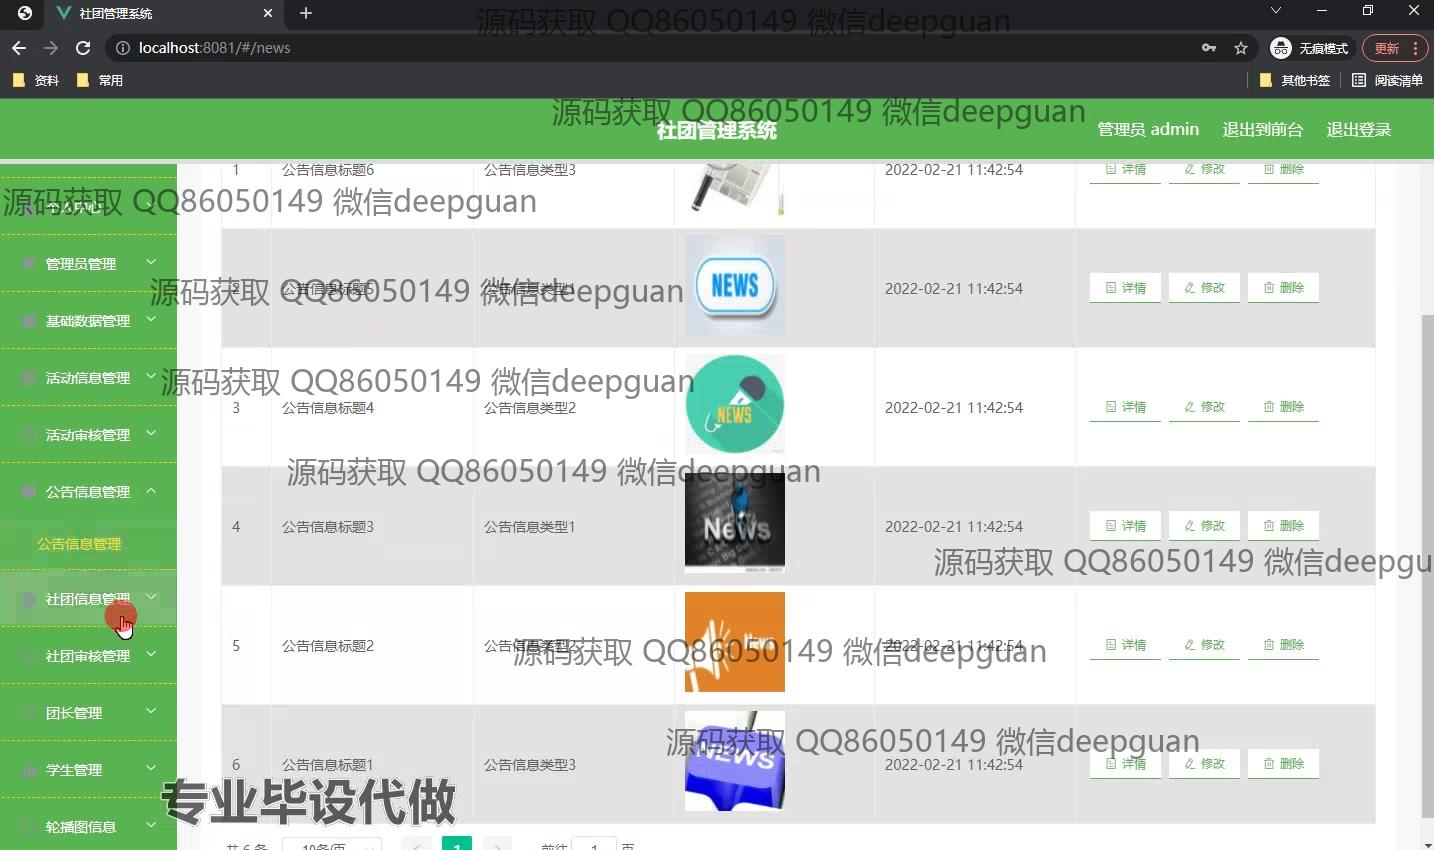 社团管理系统
源码获取 QQ86050149 微信deepguan
localhost:8081/#/news
无痕模式
更新
资料
常用
其他书签
阅读清单
源码获取 QQ86050149 微信deepguan
社团管理系统
管理员 admin
退出到前台
退出登录
1 公告信息标题6 公告信息类型3 2022-02-21 11:42:54 详情 修改 删除
源码获取 QQ86050149 微信deepguan
个人中心
管理员管理
2 公告信息标题5 公告信息类型1 NEWS 2022-02-21 11:42:54 详情 修改 删除
源码获取 QQ86050149 微信deepguan
基础数据管理
活动信息管理
源码获取 QQ86050149 微信deepguan
3 公告信息标题4 公告信息类型2 NEWS 2022-02-21 11:42:54 详情 修改 删除
活动审核管理
源码获取 QQ86050149 微信deepguan
公告信息管理
4 公告信息标题3 公告信息类型1 NeWs 2022-02-21 11:42:54 详情 修改 删除
公告信息管理
源码获取 QQ86050149 微信deepgu
社团信息管理
5 公告信息标题2 公告信息类型2 News 2022-02-21 11:42:54 详情 修改 删除
源码获取 QQ86050149 微信deepguan
社团审核管理
团长管理
源码获取 QQ86050149 微信deepguan
6 公告信息标题1 公告信息类型3 NEWS 2022-02-21 11:42:54 详情 修改 删除
学生管理
专业毕设代做
轮播图信息
共 6 条 10条/页 1 前往 1 页